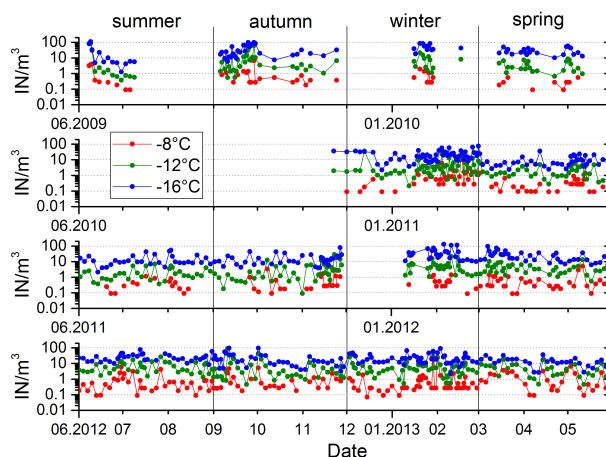 summer autumn winter spring
IN/m³ 100 10 1 0.1 0.01
06.2009 01.2010
-8°C
-12°C
-16°C
IN/m³ 100 10 1 0.1 0.01
06.2010 01.2011
IN/m³ 100 10 1 0.1 0.01
06.2011 01.2012
IN/m³ 100 10 1 0.1 0.01
06.2012 07 08 09 10 11 12 01.2013 02 03 04 05
Date